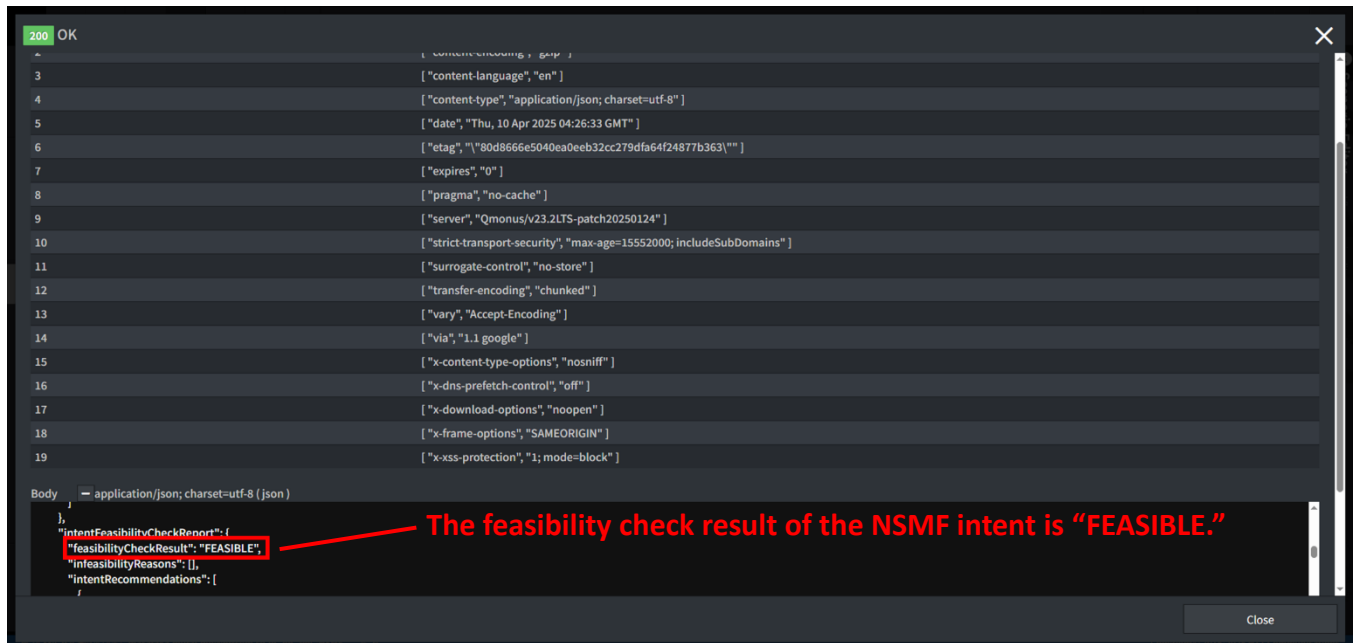 200 OK
2 [ "content-encoding", "gzip" ]
3 [ "content-language", "en" ]
4 [ "content-type", "application/json; charset=utf-8" ]
5 [ "date", "Thu, 10 Apr 2025 04:26:33 GMT" ]
6 [ "etag", "\"80d8666e5040ea0eeb32cc279dfa64f24877b363\"" ]
7 [ "expires", "0" ]
8 [ "pragma", "no-cache" ]
9 [ "server", "Qmonus/v23.2LTS-patch20250124" ]
10 [ "strict-transport-security", "max-age=15552000; includeSubDomains" ]
11 [ "surrogate-control", "no-store" ]
12 [ "transfer-encoding", "chunked" ]
13 [ "vary", "Accept-Encoding" ]
14 [ "via", "1.1 google" ]
15 [ "x-content-type-options", "nosniff" ]
16 [ "x-dns-prefetch-control", "off" ]
17 [ "x-download-options", "noopen" ]
18 [ "x-frame-options", "SAMEORIGIN" ]
19 [ "x-xss-protection", "1; mode=block" ]
Body − application/json; charset=utf-8 ( json )
]
},
"intentFeasibilityCheckReport": {
"feasibilityCheckResult": "FEASIBLE",
"infeasibilityReasons": [],
"intentRecommendations": [
{
The feasibility check result of the NSMF intent is “FEASIBLE.”
Close